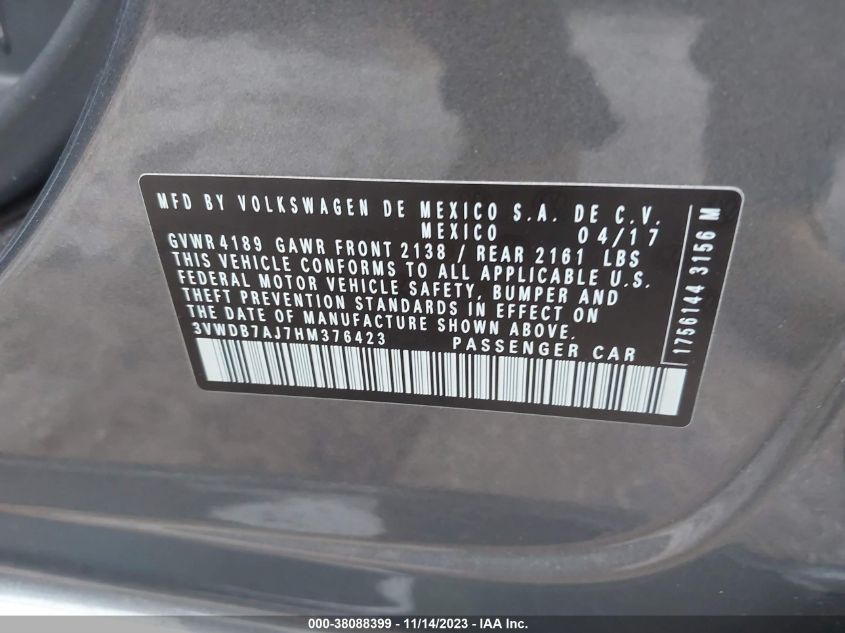 MFD BY VOLKSWAGEN DE MEXICO S.A. DE C.V.
MEXICO 04/17
GVWR 4189 GAWR FRONT 2138 / REAR 2161 LBS
THIS VEHICLE CONFORMS TO ALL APPLICABLE U.S.
FEDERAL MOTOR VEHICLE SAFETY, BUMPER AND
THEFT PREVENTION STANDARDS IN EFFECT ON
THE DATE OF MANUFACTURE SHOWN ABOVE.
3VWDB7AJ7HM376423 PASSENGER CAR
1756144 3156 M
000-38088399 - 11/14/2023 - IAA Inc.